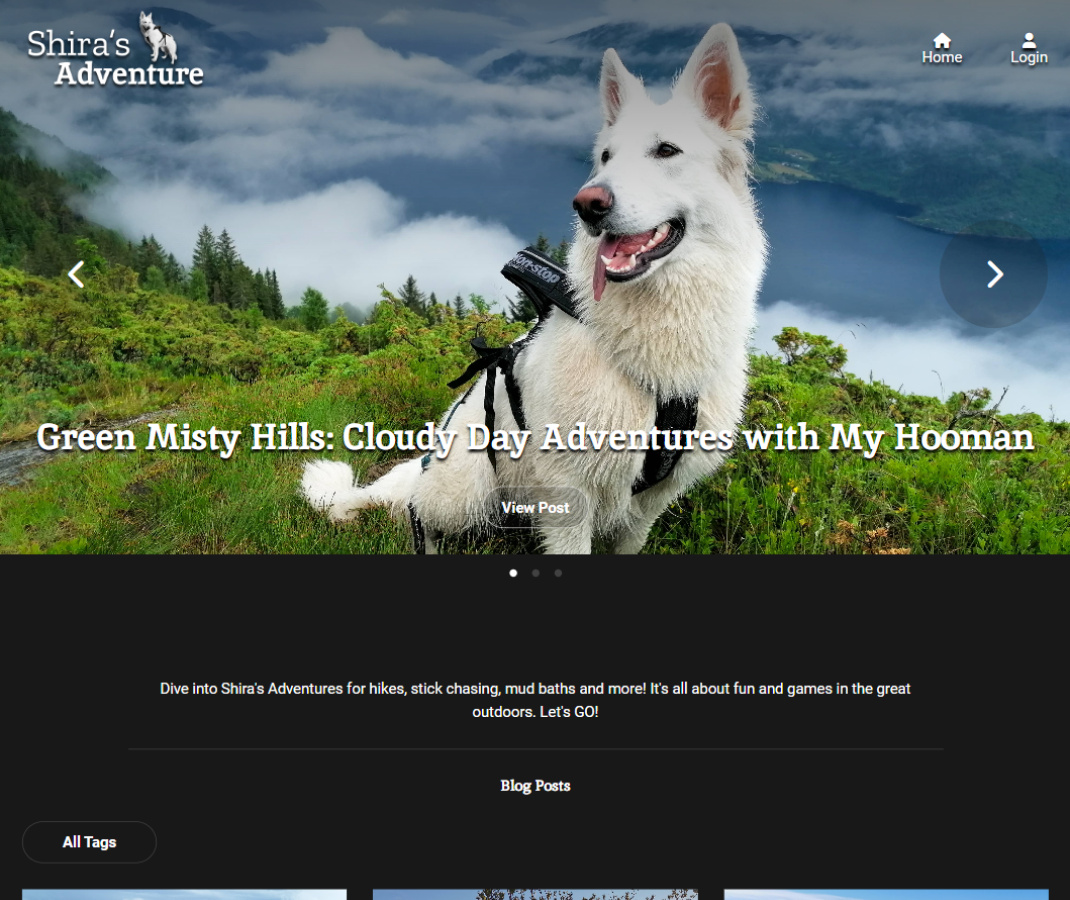 Shira's
Adventure
Home
Login
non-stop
Green Misty Hills: Cloudy Day Adventures with My Hooman
View Post
Dive into Shira's Adventures for hikes, stick chasing, mud baths and more! It's all about fun and games in the great
outdoors. Let's GO!
Blog Posts
All Tags